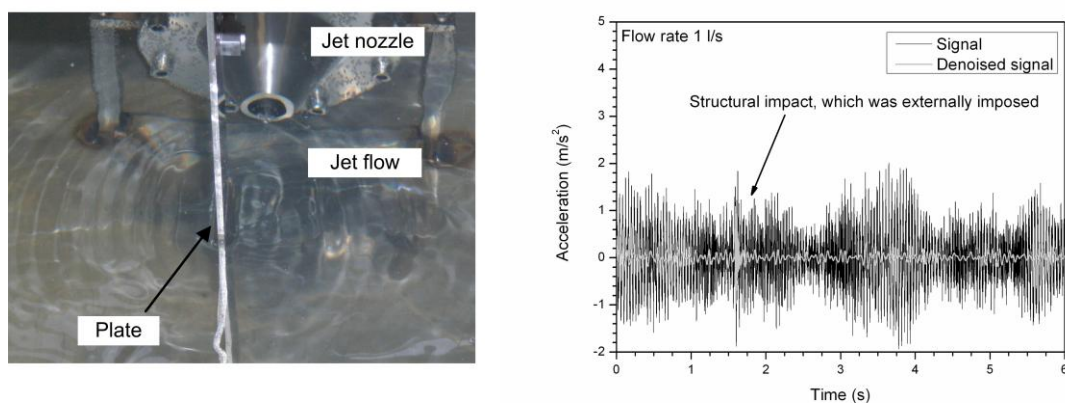 Jet nozzle
Jet flow
Plate
Flow rate 1 l/s
Signal
Denoised signal
Structural impact, which was externally imposed
Acceleration (m/s²)
5
4
3
2
1
0
-1
-2
0 1 2 3 4 5 6
Time (s)